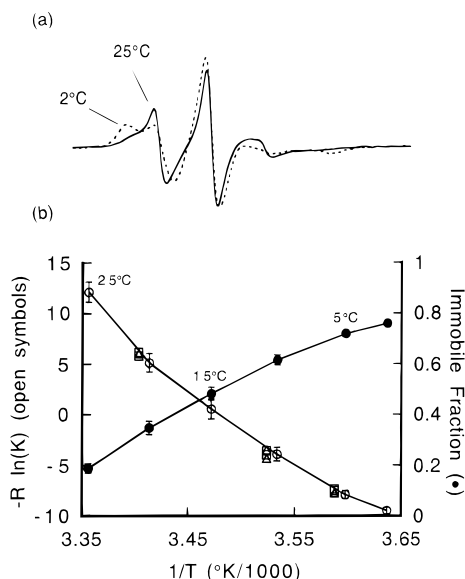 (a)
25°C
2°C
(b)
15
10
5
0
-5
-10
-R ln(K) (open symbols)
25°C
15°C
5°C
1
0.8
0.6
0.4
0.2
0
Immobile Fraction (•)
3.35
3.45
3.55
3.65
1/T (°K/1000)